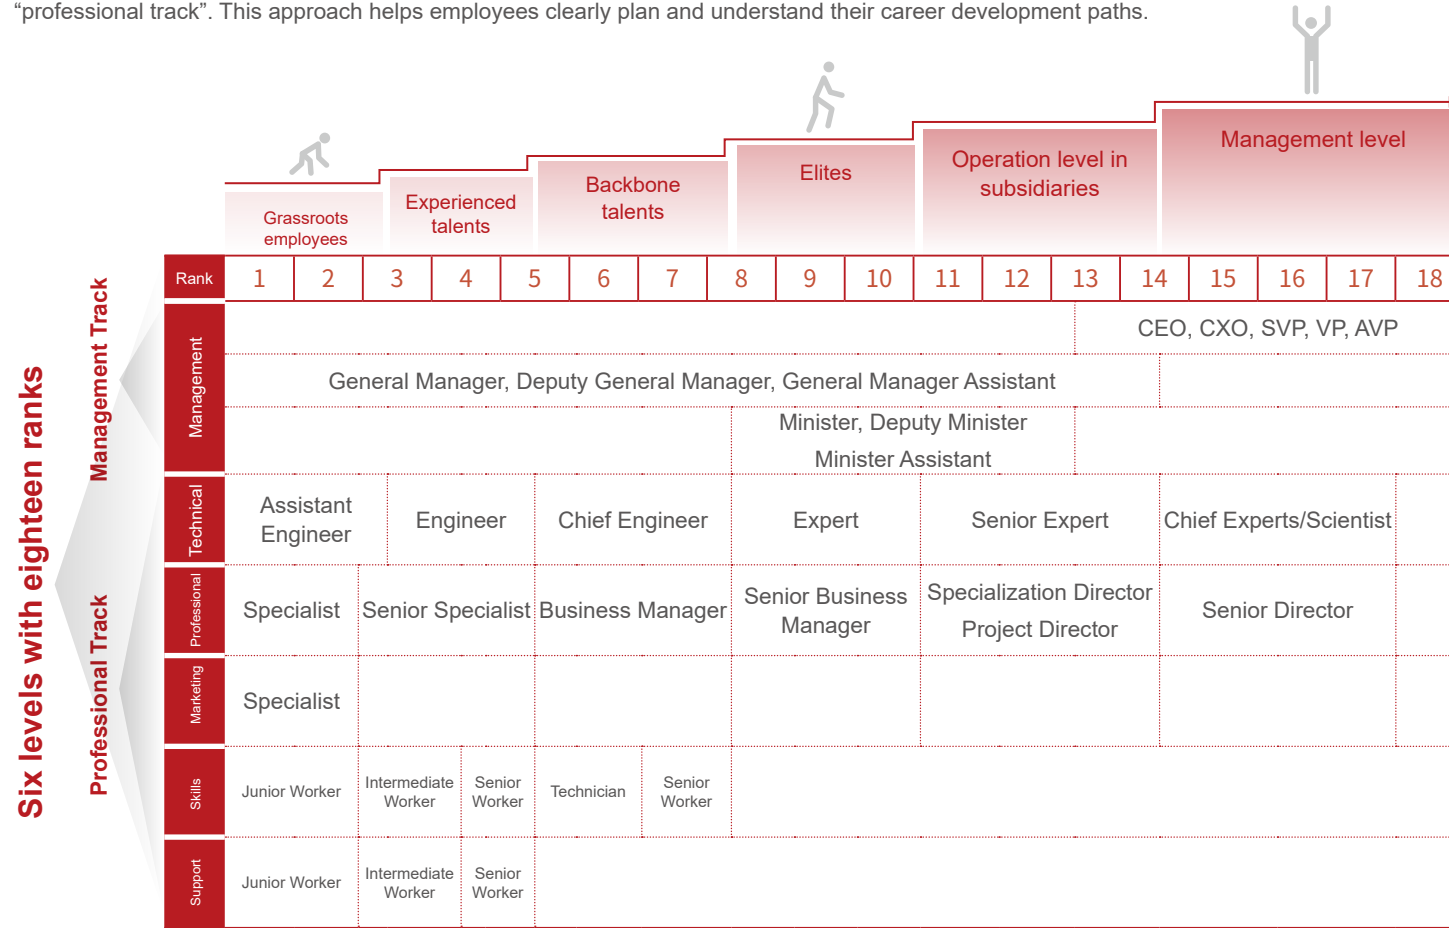 “professional track”. This approach helps employees clearly plan and understand their career development paths.
Grassroots
employees
Experienced
talents
Backbone
talents
Elites
Operation level in
subsidiaries
Management level
Rank 1 2 3 4 5 6 7 8 9 10 11 12 13 14 15 16 17 18
Six levels with eighteen ranks
Management Track
Professional Track
Management
CEO, CXO, SVP, VP, AVP
General Manager, Deputy General Manager, General Manager Assistant
Minister, Deputy Minister
Minister Assistant
Technical
Assistant
Engineer
Engineer
Chief Engineer
Expert
Senior Expert
Chief Experts/Scientist
Professional
Specialist
Senior Specialist
Business Manager
Senior Business
Manager
Specialization Director
Project Director
Senior Director
Marketing
Specialist
Skills
Junior Worker
Intermediate
Worker
Senior
Worker
Technician
Senior
Worker
Support
Junior Worker
Intermediate
Worker
Senior
Worker